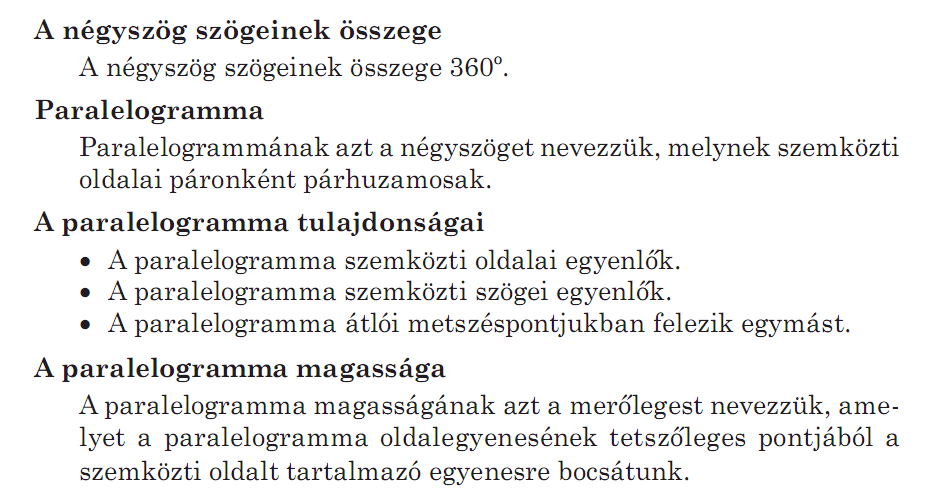 A négyszög szögeinek összege
A négyszög szögeinek összege 360º.
Paralelogramma
Paralelogrammának azt a négyszöget nevezzük, melynek szemközti
oldalai páronként párhuzamosak.
A paralelogramma tulajdonságai
• A paralelogramma szemközti oldalai egyenlők.
• A paralelogramma szemközti szögei egyenlők.
• A paralelogramma átlói metszéspontjukban felezik egymást.
A paralelogramma magassága
A paralelogramma magasságának azt a merőlegest nevezzük, ame-
lyet a paralelogramma oldalegyenesének tetszőleges pontjából a
szemközti oldalt tartalmazó egyenesre bocsátunk.